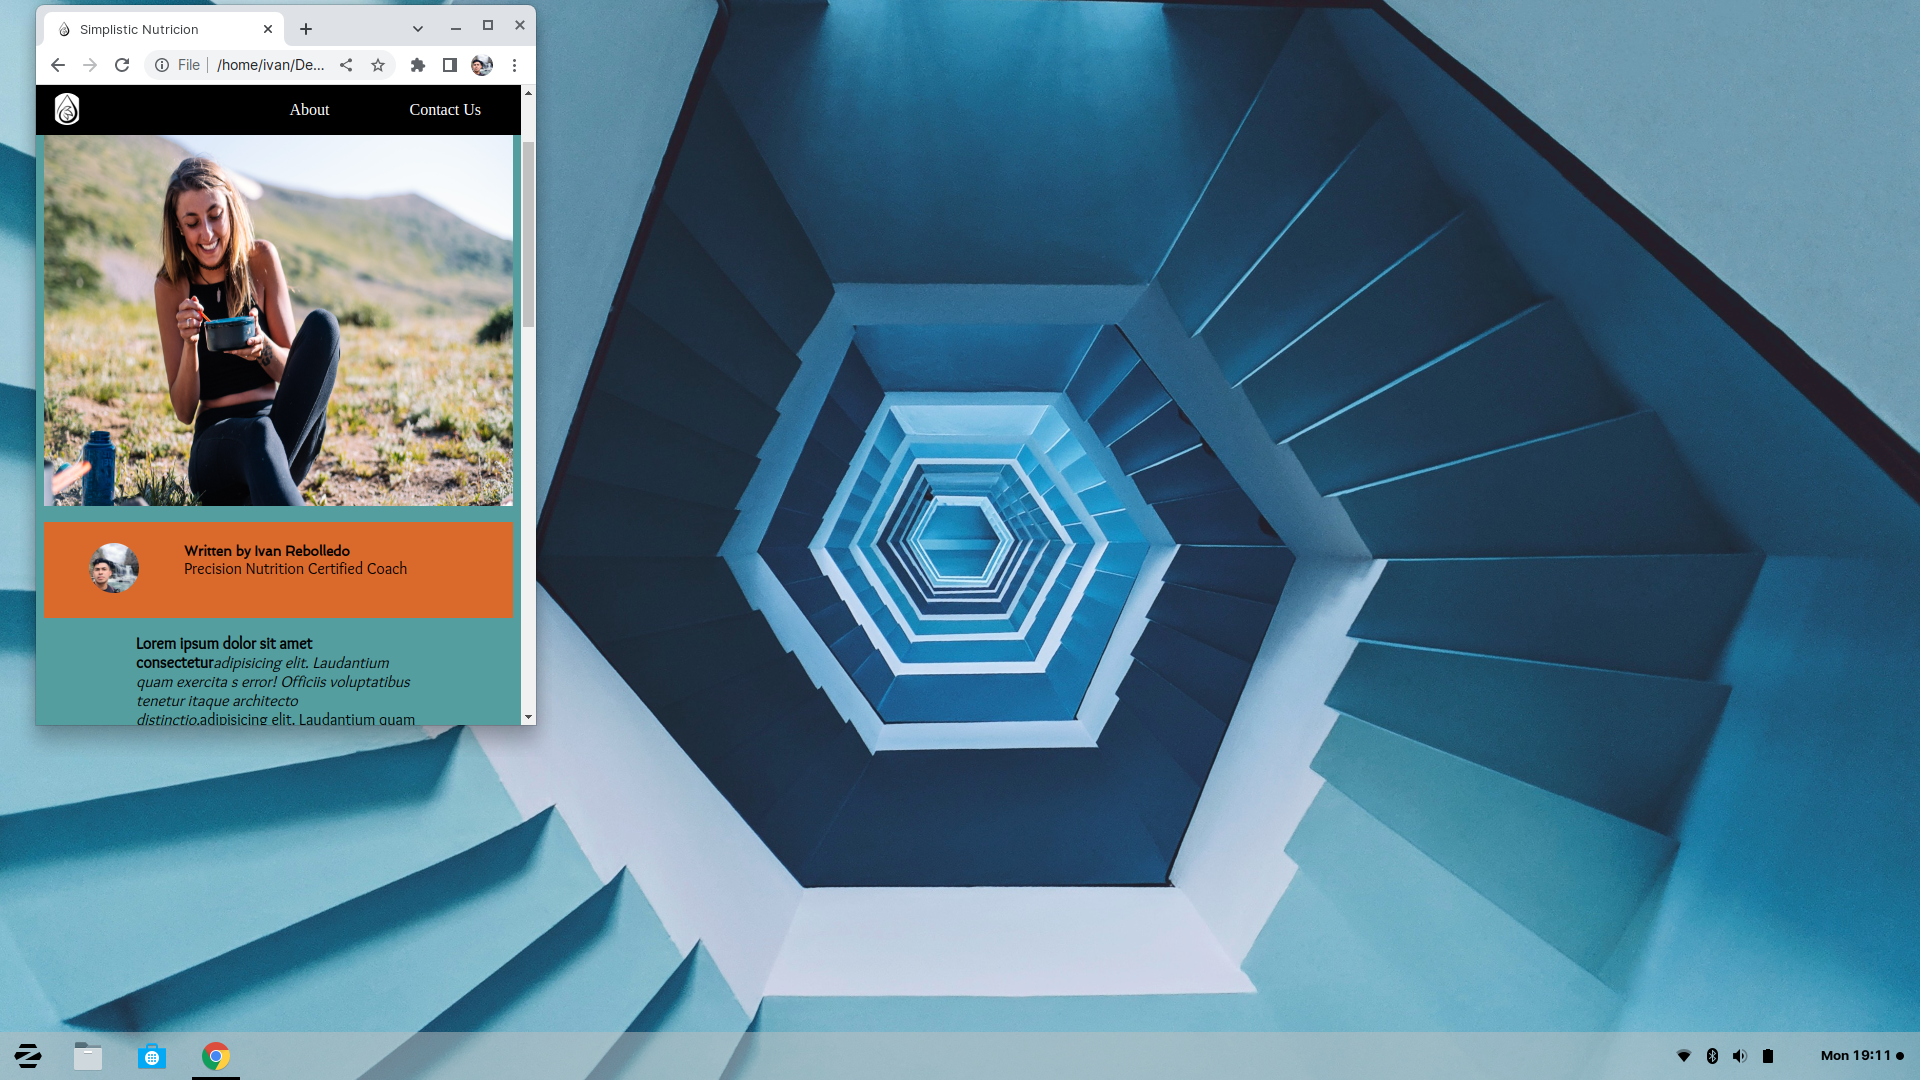 Simplistic Nutricion
File
/home/ivan/De...
About
Contact Us
Written by Ivan Rebolledo
Precision Nutrition Certified Coach
Lorem ipsum dolor sit amet
consecteturadipisicing elit. Laudantium
quam exercita s error! Officiis voluptatibus
tenetur itaque architecto
distinctio.adipisicing elit. Laudantium quam
Mon 19:11